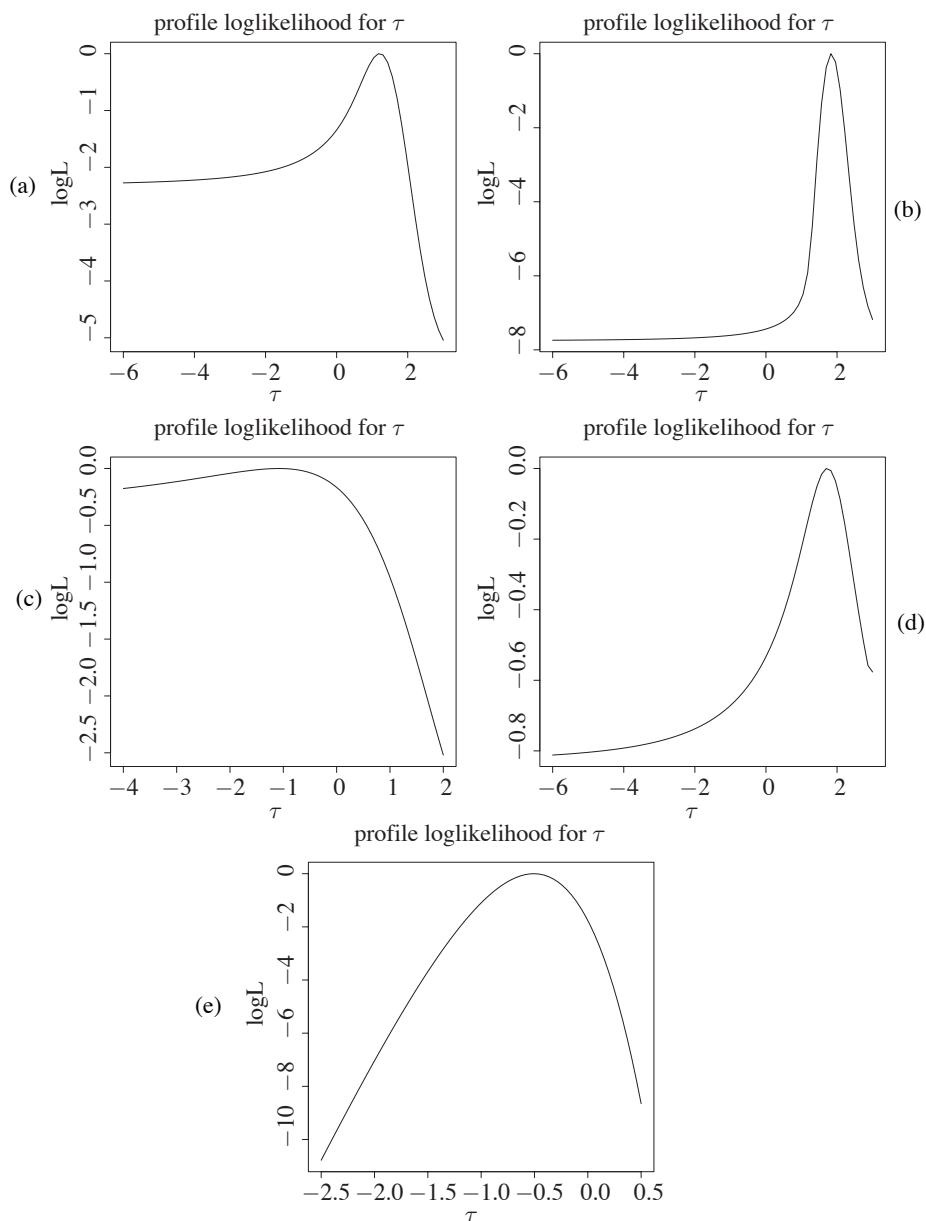 profile loglikelihood for τ
0
−1
−2
−3
−4
−5
logL
(a)
−6 −4 −2 0 2
τ
profile loglikelihood for τ
0
−2
−4
−6
−8
logL
(b)
−6 −4 −2 0 2
τ
profile loglikelihood for τ
0.0
−0.5
−1.0
−1.5
−2.0
−2.5
logL
(c)
−4 −3 −2 −1 0 1 2
τ
profile loglikelihood for τ
0.0
−0.2
−0.4
−0.6
−0.8
logL
(d)
−6 −4 −2 0 2
τ
profile loglikelihood for τ
0
−2
−4
−6
−8
−10
logL
(e)
−2.5 −2.0 −1.5 −1.0 −0.5 0.0 0.5
τ